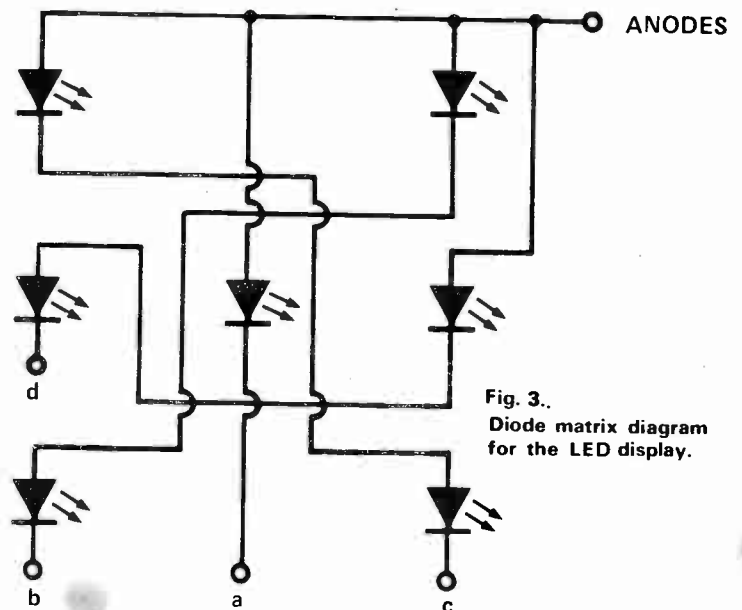 ANODES
d
Fig. 3..
Diode matrix diagram
for the LED display.
b
a
c